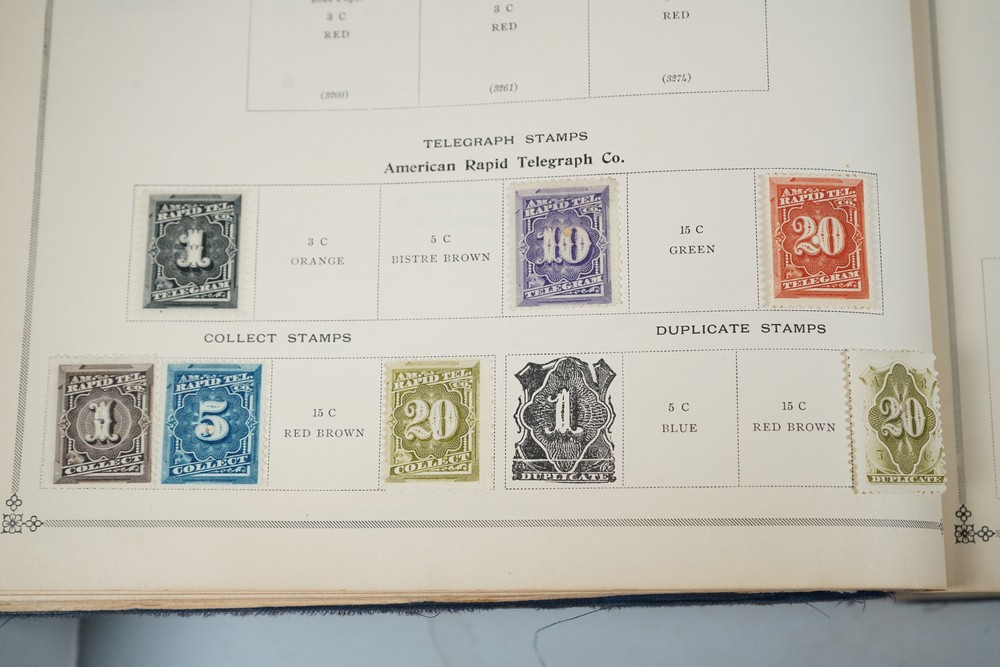 3 C
RED
(3260)
3 C
RED
(3261)
RED
(3274)
TELEGRAPH STAMPS
American Rapid Telegraph Co.
AM.
RAPID TEL.
CO.
1
TELEGRAM
3 C
ORANGE
5 C
BISTRE BROWN
AM.
RAPID TEL.
CO.
10
TELEGRAM
15 C
GREEN
AM.
RAPID TEL.
CO.
20
TELEGRAM
COLLECT STAMPS
AM.
RAPID TEL.
CO.
1
COLLECT
AM.
RAPID TEL.
CO.
5
COLLECT
15 C
RED BROWN
AM.
RAPID TEL.
CO.
20
COLLECT
DUPLICATE STAMPS
1
DUPLICATE
5 C
BLUE
15 C
RED BROWN
20
DUPLICATE